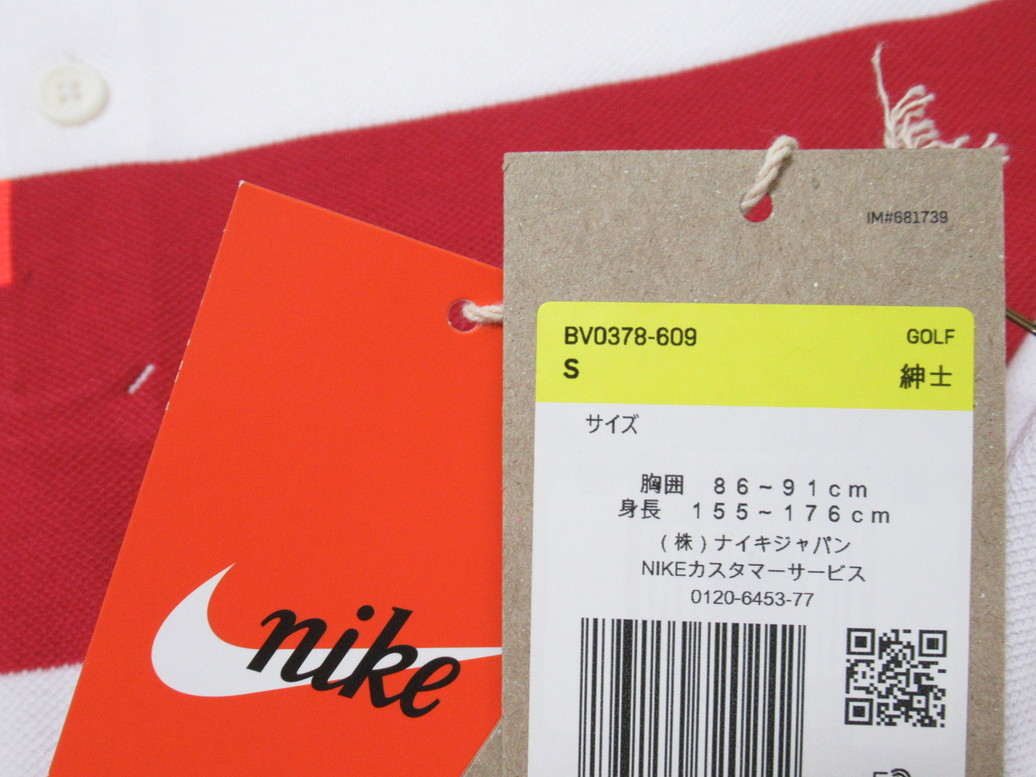 IM#681739
BV0378-609
GOLF
S
紳士
サイズ
胸囲 86~91cm
身長 155~176cm
(株)ナイキジャパン
NIKEカスタマーサービス
0120-6453-77
nike